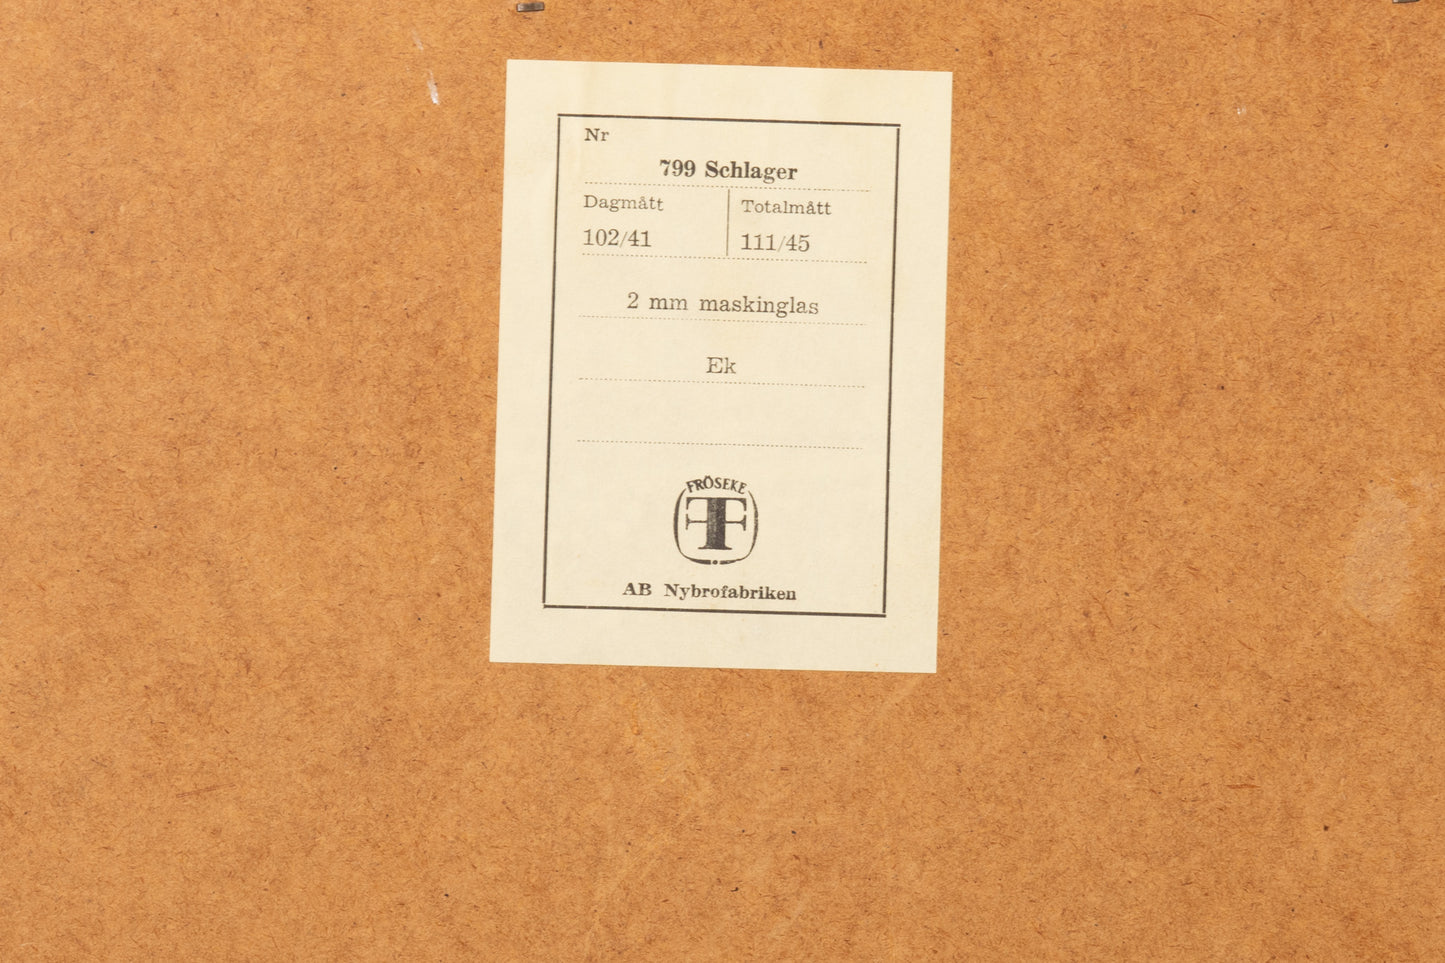 Nr
799 Schlager
Dagmått Totalmått
102/41 111/45
2 mm maskinglas
Ek
FRÖSEKE
F
AB Nybrofabriken